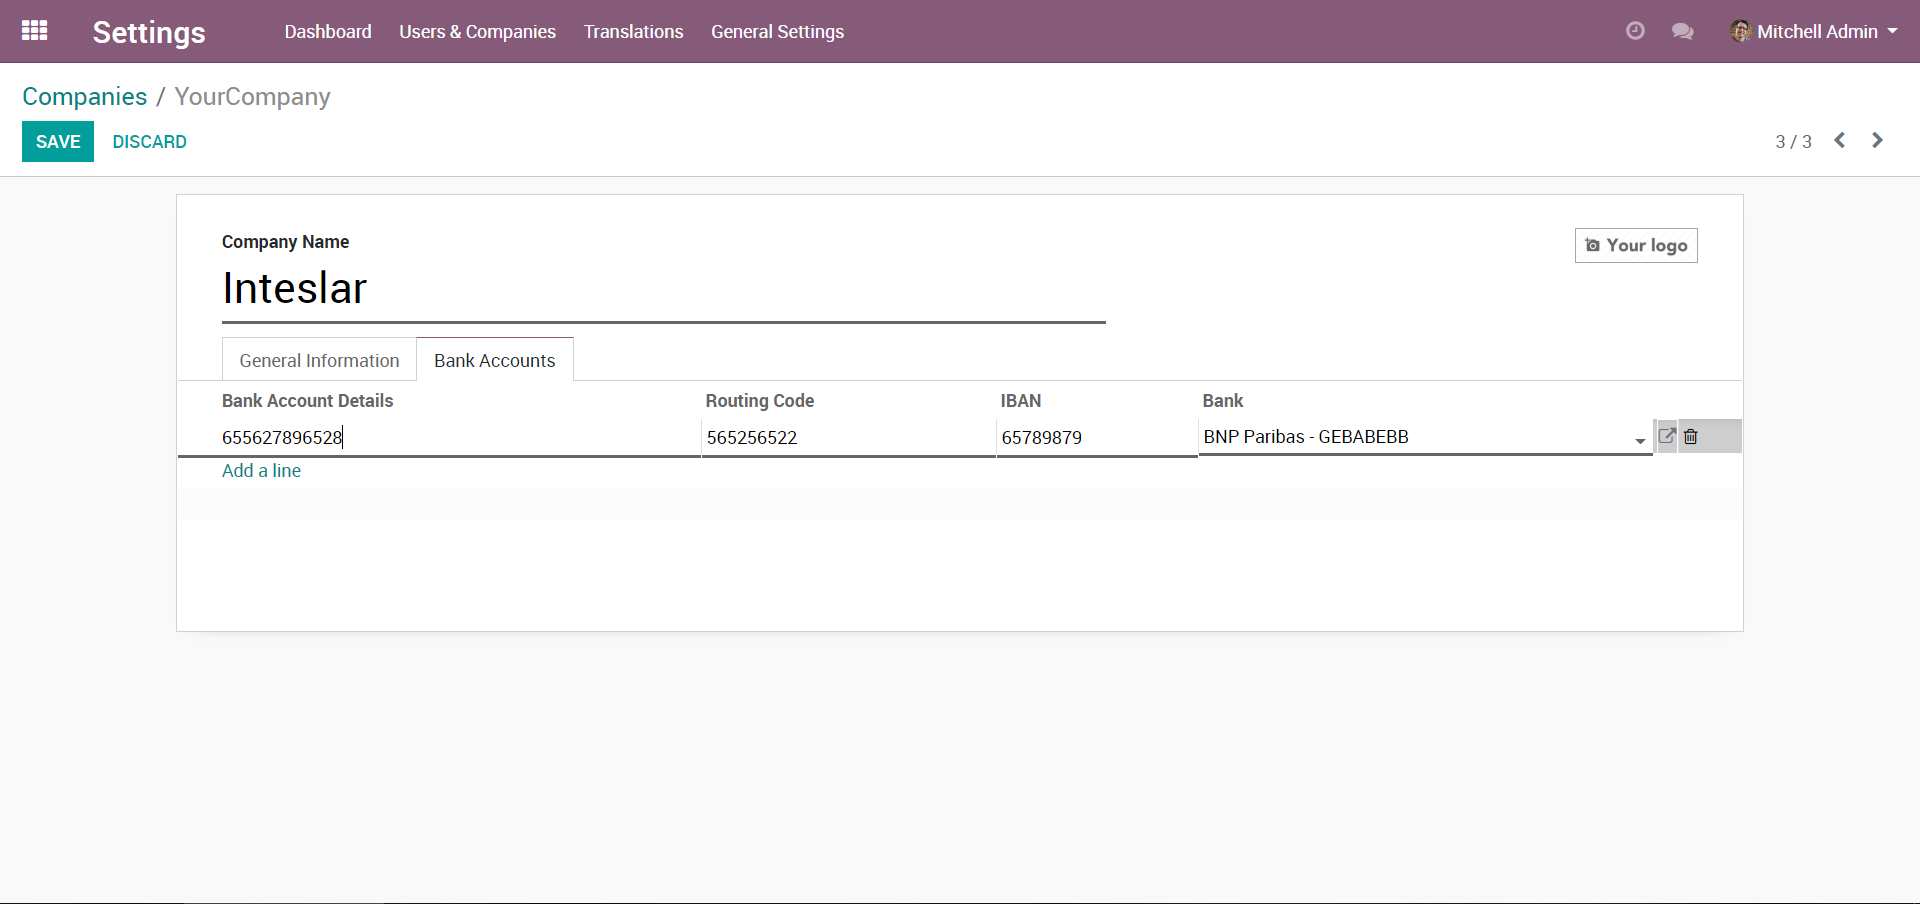 Settings Dashboard Users & Companies Translations General Settings Mitchell Admin
Companies / YourCompany
SAVE DISCARD 3 / 3
Company Name
Your logo
Inteslar
General Information Bank Accounts
Bank Account Details Routing Code IBAN Bank
655627896528 565256522 65789879 BNP Paribas - GEBABEBB
Add a line